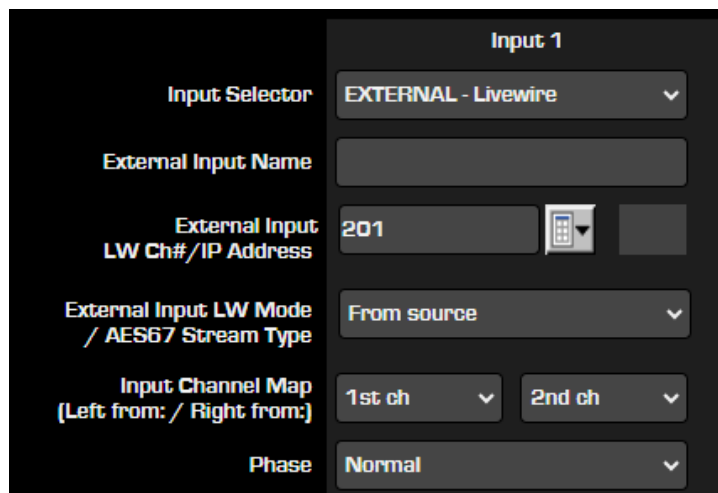 Input 1
Input Selector EXTERNAL - Livewire
External Input Name
External Input
LW Ch#/IP Address 201
External Input LW Mode
/ AES67 Stream Type From source
Input Channel Map
(Left from: / Right from:) 1st ch 2nd ch
Phase Normal